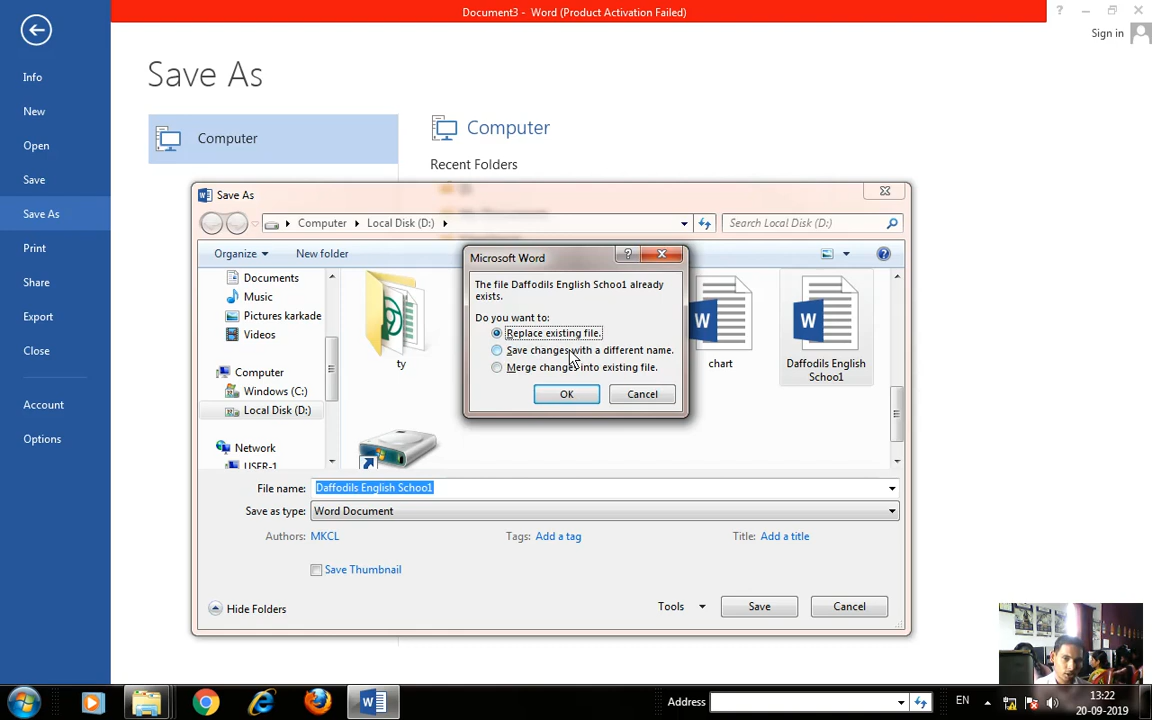 Document3 - Word (Product Activation Failed)
Sign in
Info
New
Open
Save
Save As
Print
Share
Export
Close
Account
Options
Save As
Computer
Computer
Recent Folders
Save As
Computer
Local Disk (D:)
Search Local Disk (D:)
Organize
New folder
Documents
Music
Pictures karkade
Videos
Computer
Windows (C:)
Local Disk (D:)
Network
USER-1
ty
chart
Daffodils English
Schoo1
Microsoft Word
The file Daffodils English Schoo1 already
exists.
Do you want to:
Replace existing file.
Save changes with a different name.
Merge changes into existing file.
OK
Cancel
File name: Daffodils English Schoo1
Save as type: Word Document
Authors: MKCL
Tags: Add a tag
Title: Add a title
Save Thumbnail
Hide Folders
Tools
Save
Cancel
Address
EN
13:22
20-09-2019